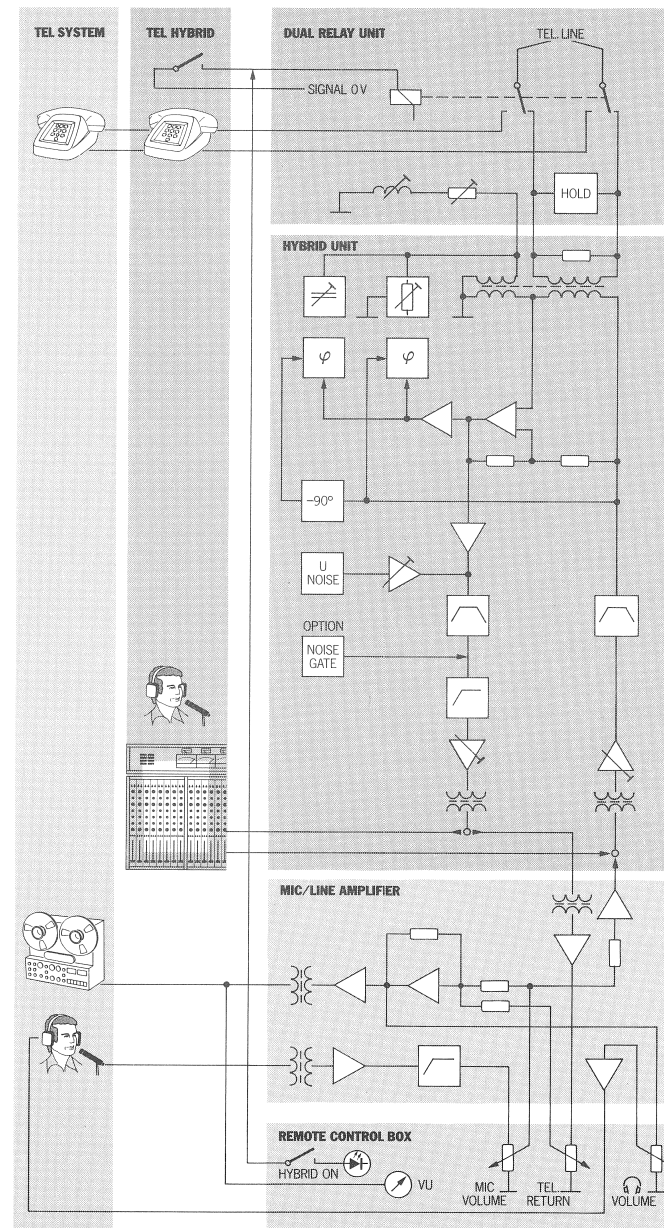 TEL SYSTEM
TEL HYBRID
DUAL RELAY UNIT
TEL. LINE
SIGNAL 0 V
HOLD
HYBRID UNIT
φ
φ
-90°
U
NOISE
OPTION
NOISE
GATE
MIC/LINE AMPLIFIER
REMOTE CONTROL BOX
HYBRID ON
VU
MIC
VOLUME
TEL.
RETURN
VOLUME